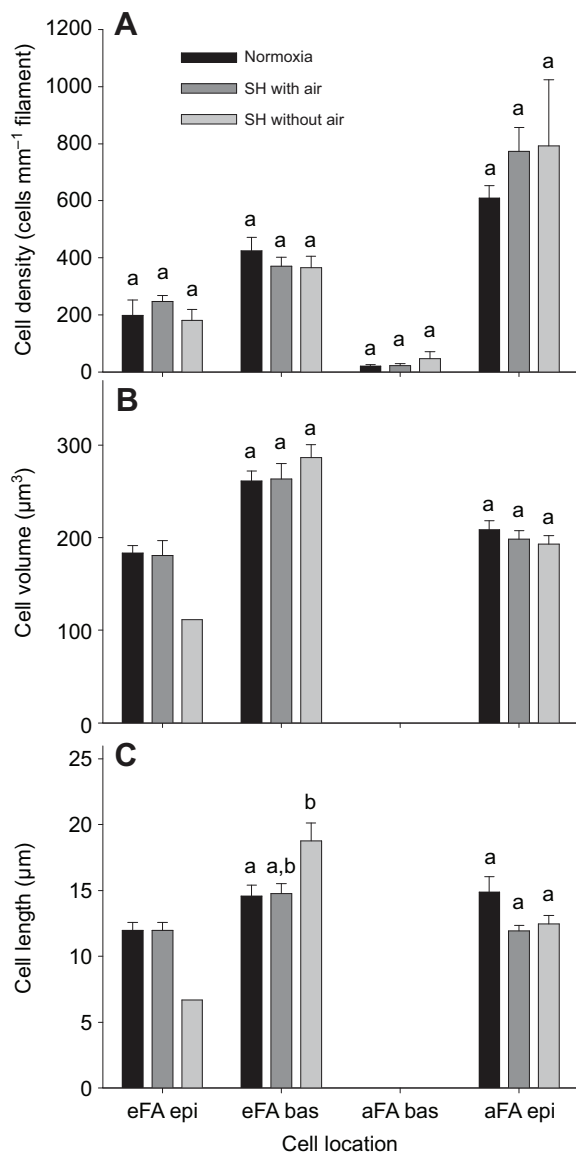 A
1200
1000
800
600
400
200
0
Cell density (cells mm⁻¹ filament)
Normoxia
SH with air
SH without air
a a a
a a a
a a a
a a a
B
300
200
100
0
Cell volume (µm³)
a a a
a a a
C
25
20
15
10
5
0
Cell length (µm)
a a,b b
a a a
eFA epi eFA bas aFA bas aFA epi
Cell location